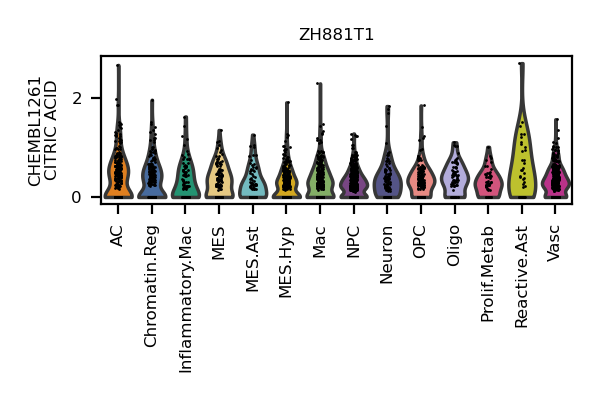 ZH881T1
CHEMBL1261
CITRIC ACID
2
0
AC
Chromatin.Reg
Inflammatory.Mac
MES
MES.Ast
MES.Hyp
Mac
NPC
Neuron
OPC
Oligo
Prolif.Metab
Reactive.Ast
Vasc